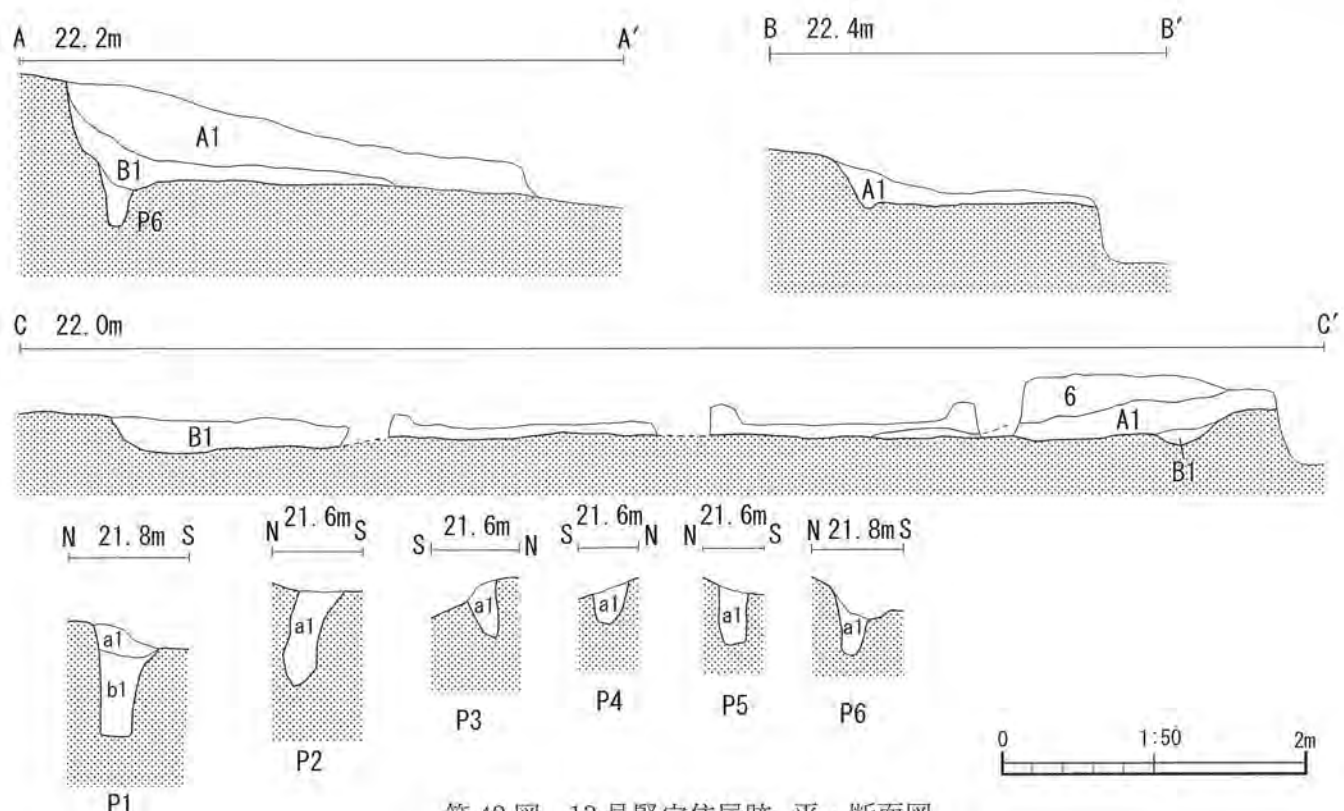 A 22.2m A′
B 22.4m B′
A1
B1
P6
A1
C 22.0m C′
B1
6
A1
B1
N 21.8m S
a1
b1
P1
N 21.6m S
a1
P2
S 21.6m N
a1
P3
S 21.6m N
a1
P4
N 21.6m S
a1
P5
N 21.8m S
a1
P6
0 1:50 2m